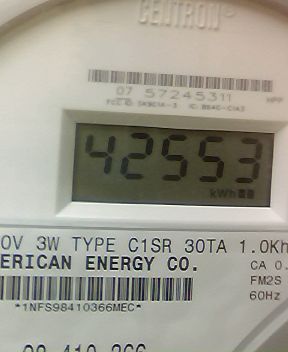 CENTRON®
07 57245311
42553
kWh
0V 3W TYPE C1SR 30TA 1.0Kh
ERICAN ENERGY CO.
CA 0.
FM2S
60Hz
*1NFS98410366MEC*